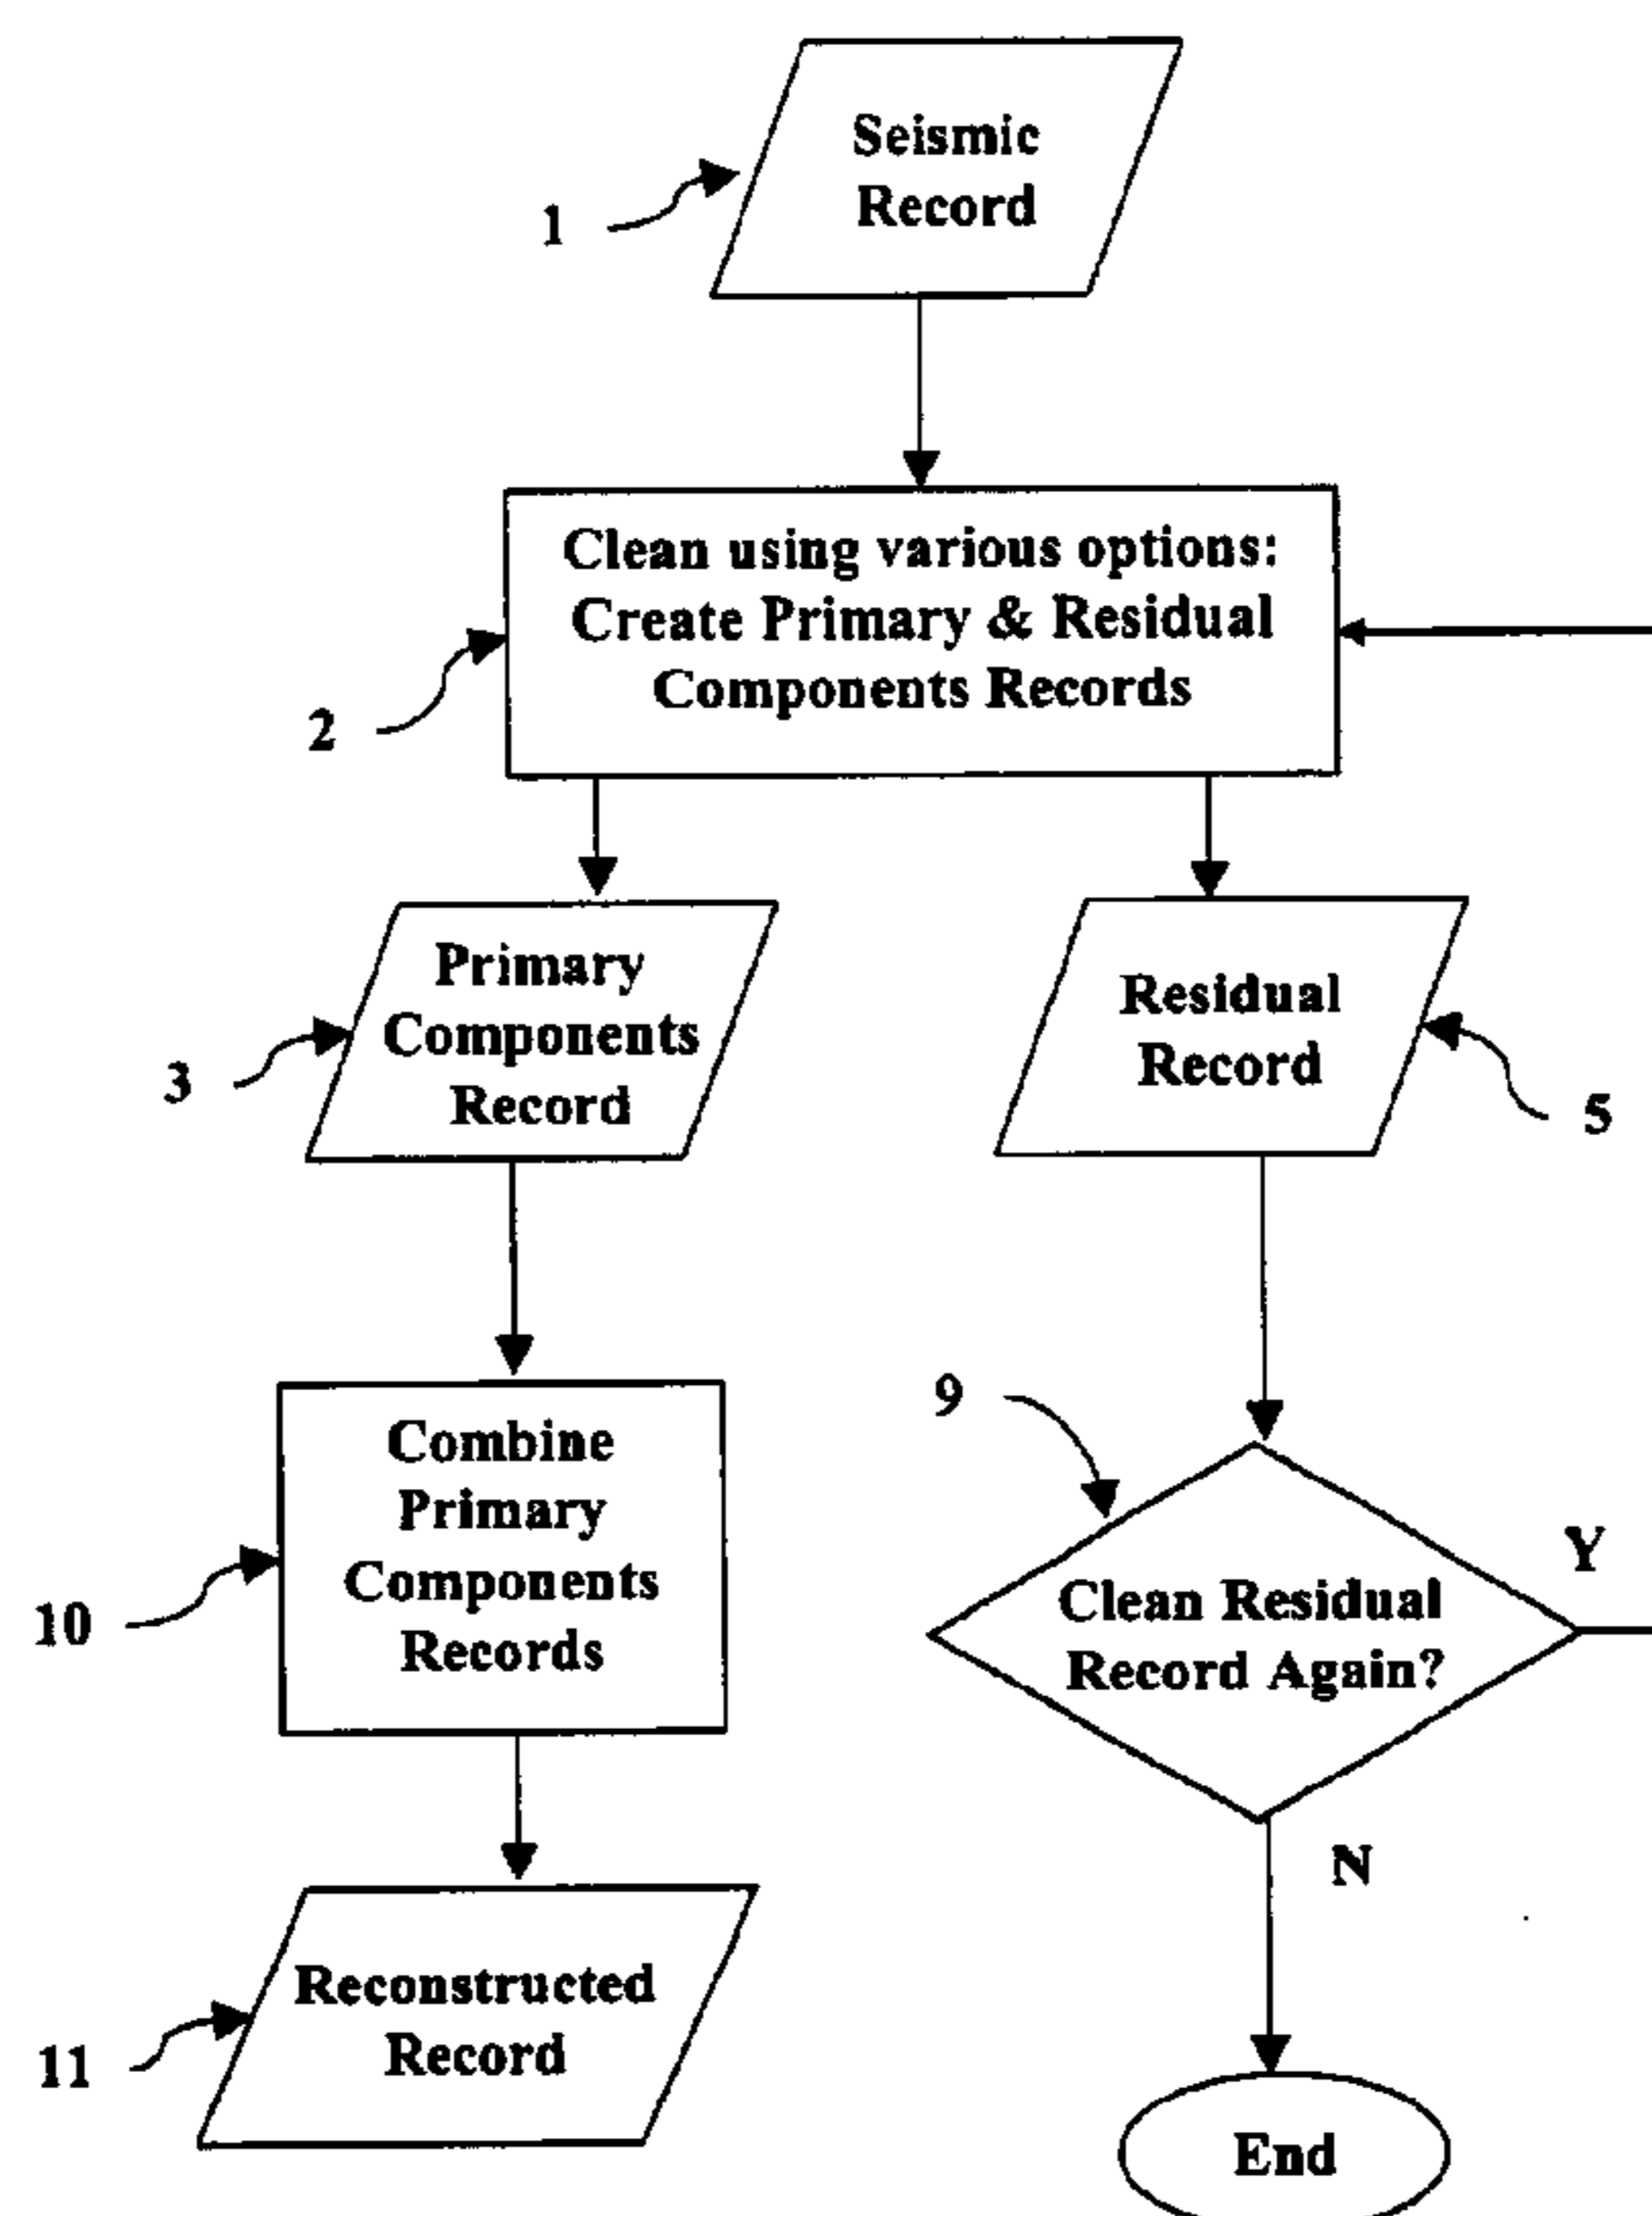 Seismic
Record
1
Clean using various options:
Create Primary & Residual
Components Records
2
Primary
Components
Record
3
Residual
Record
5
Combine
Primary
Components
Records
10
9
Clean Residual
Record Again?
Y
N
Reconstructed
Record
11
End